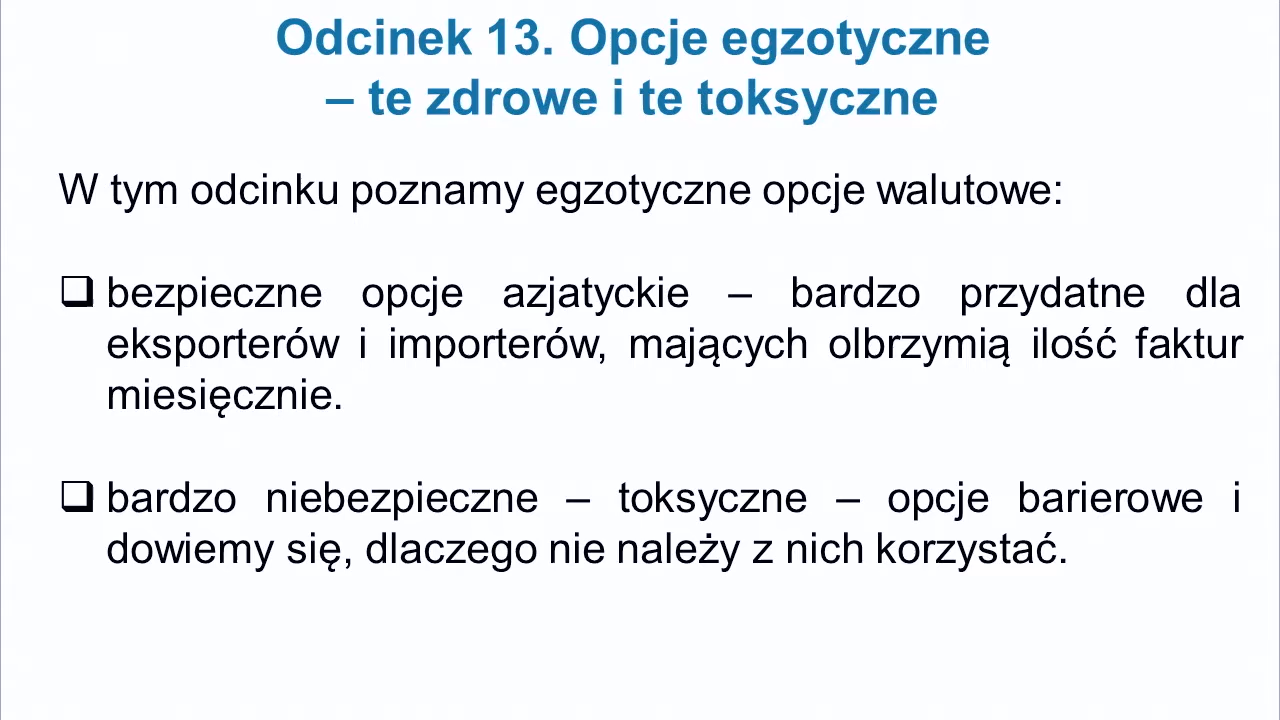 Odcinek 13. Opcje egzotyczne
– te zdrowe i te toksyczne
W tym odcinku poznamy egzotyczne opcje walutowe:
❑ bezpieczne opcje azjatyckie – bardzo przydatne dla
eksporterów i importerów, mających olbrzymią ilość faktur
miesięcznie.
❑ bardzo niebezpieczne – toksyczne – opcje barierowe i
dowiemy się, dlaczego nie należy z nich korzystać.